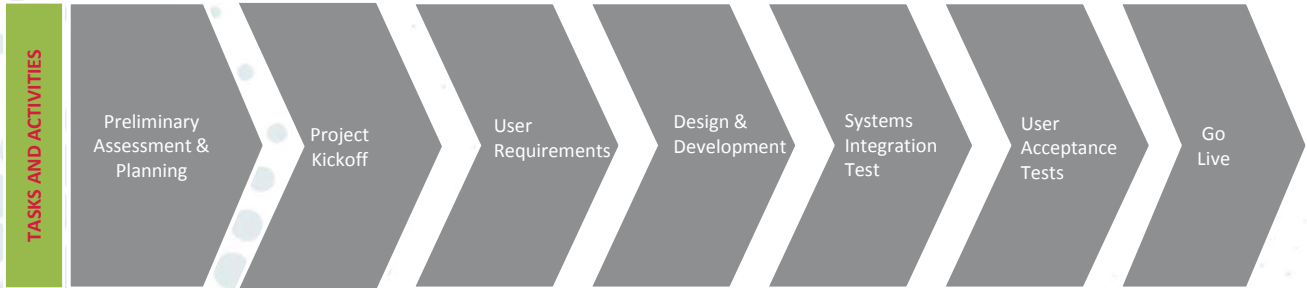 TASKS AND ACTIVITIES
Preliminary
Assessment &
Planning
Project
Kickoff
User
Requirements
Design &
Development
Systems
Integration
Test
User
Acceptance
Tests
Go
Live